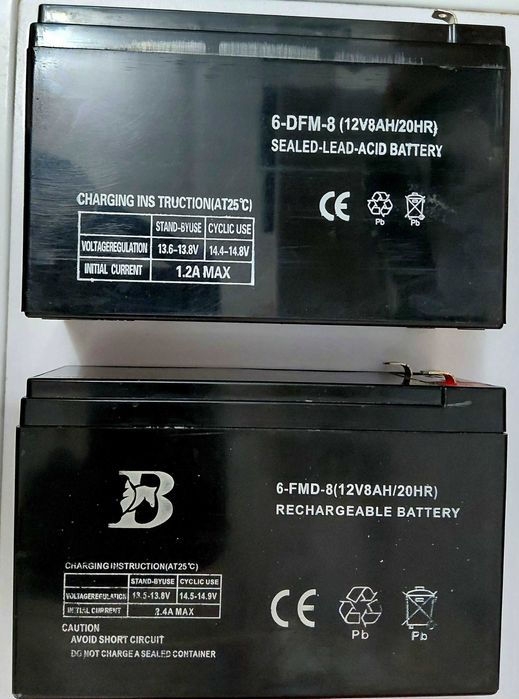 6-DFM-8 (12V8AH/20HR)
SEALED-LEAD-ACID BATTERY
CHARGING INS TRUCTION(AT25℃)
STAND-BYUSE CYCLIC USE
VOLTAGEREGULATION 13.6-13.8V 14.4-14.8V
INITIAL CURRENT 1.2A MAX
CE Pb Pb
B
6-FMD-8(12V8AH/20HR)
RECHARGEABLE BATTERY
CHARGING INSTRUCTION(AT25℃)
STAND-BYUSE CYCLIC USE
VOLTAGEREGULATION 13.5-13.8V 14.5-14.9V
INITIAL CURRENT 2.4A MAX
CAUTION
AVOID SHORT CIRCUIT
DO NOT CHARGE A SEALED CONTAINER
CE Pb Pb